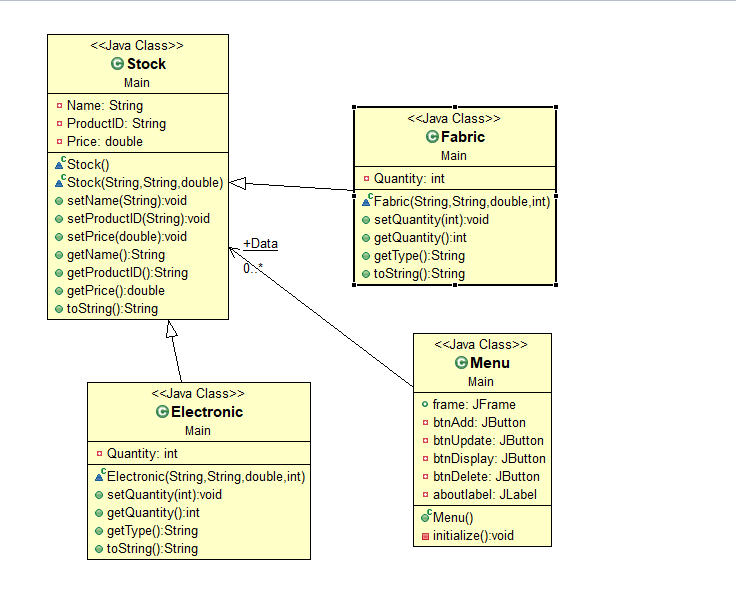 <<Java Class>>
Stock
Main
Name: String
ProductID: String
Price: double
Stock()
Stock(String,String,double)
setName(String):void
setProductID(String):void
setPrice(double):void
getName():String
getProductID():String
getPrice():double
toString():String
<<Java Class>>
Fabric
Main
Quantity: int
Fabric(String,String,double,int)
setQuantity(int):void
getQuantity():int
getType():String
toString():String
+Data
0..*
<<Java Class>>
Electronic
Main
Quantity: int
Electronic(String,String,double,int)
setQuantity(int):void
getQuantity():int
getType():String
toString():String
<<Java Class>>
Menu
Main
frame: JFrame
btnAdd: JButton
btnUpdate: JButton
btnDisplay: JButton
btnDelete: JButton
aboutlabel: JLabel
Menu()
initialize():void